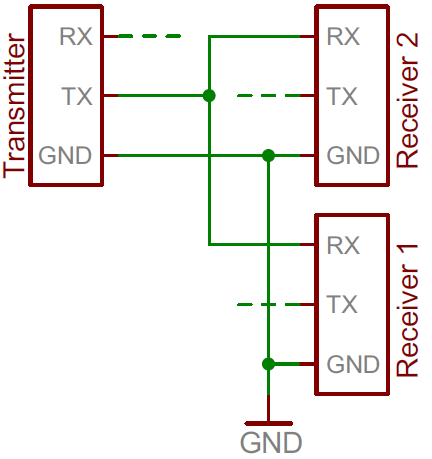 Transmitter
RX
TX
GND
RX
TX
GND
Receiver 2
RX
TX
GND
Receiver 1
GND